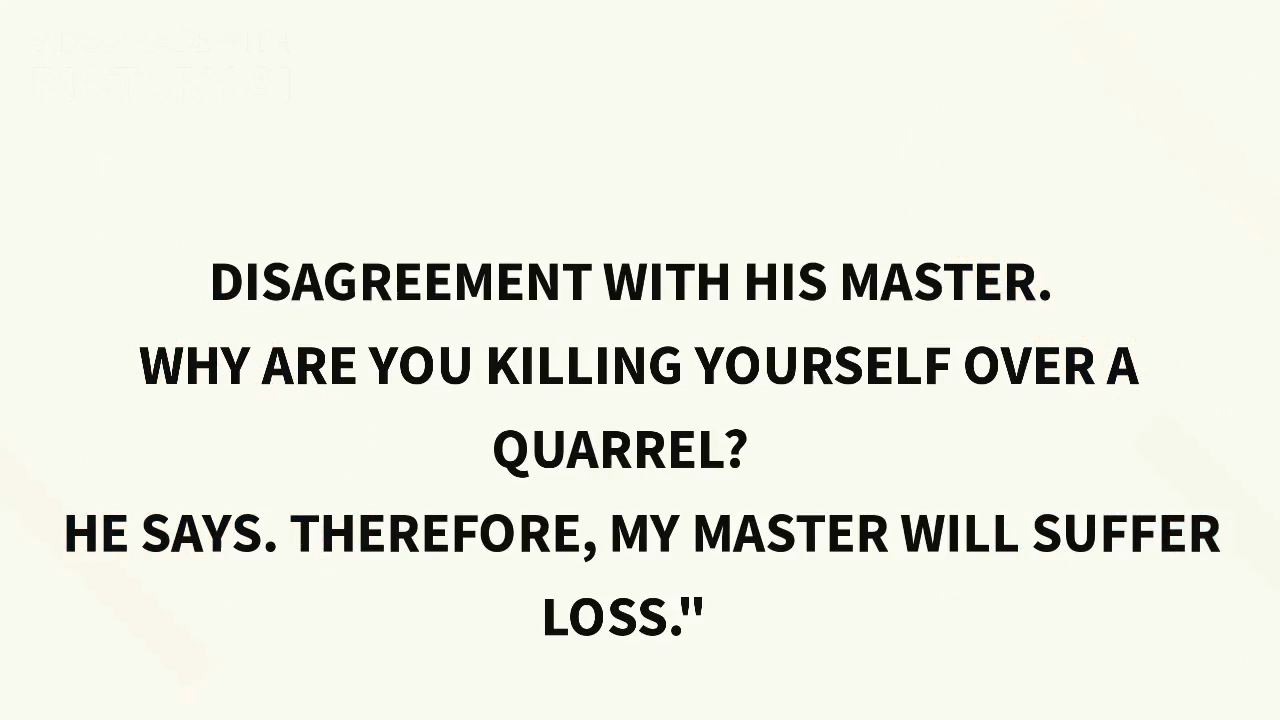 DISAGREEMENT WITH HIS MASTER.
WHY ARE YOU KILLING YOURSELF OVER A
QUARREL?
HE SAYS. THEREFORE, MY MASTER WILL SUFFER
LOSS."